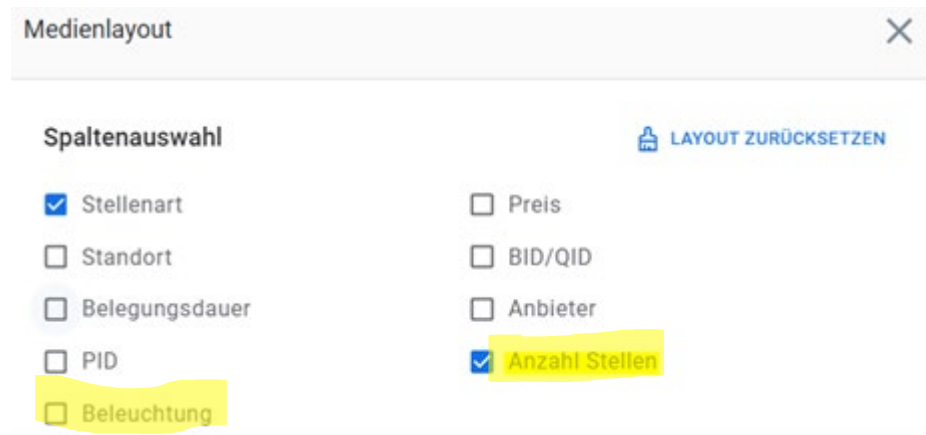 Medienlayout
Spaltenauswahl
LAYOUT ZURÜCKSETZEN
Stellenart
Preis
Standort
BID/QID
Belegungsdauer
Anbieter
PID
Anzahl Stellen
Beleuchtung